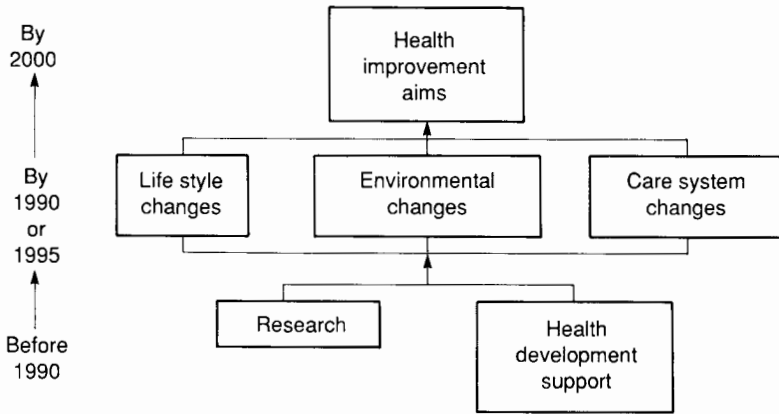 By
2000
Health
improvement
aims
By
1990
or
1995
Life style
changes
Environmental
changes
Care system
changes
Before
1990
Research
Health
development
support